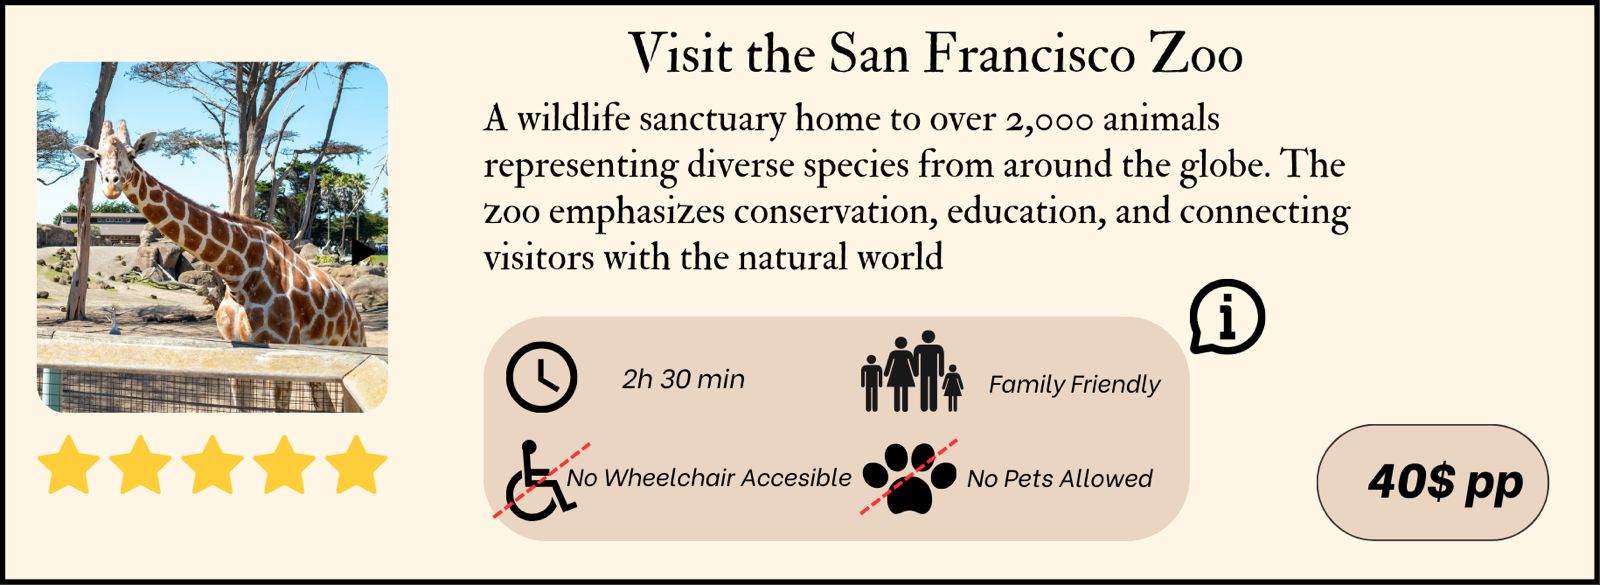 Visit the San Francisco Zoo
A wildlife sanctuary home to over 2,000 animals
representing diverse species from around the globe. The
zoo emphasizes conservation, education, and connecting
visitors with the natural world
i
2h 30 min
Family Friendly
No Wheelchair Accesible
No Pets Allowed
40$ pp